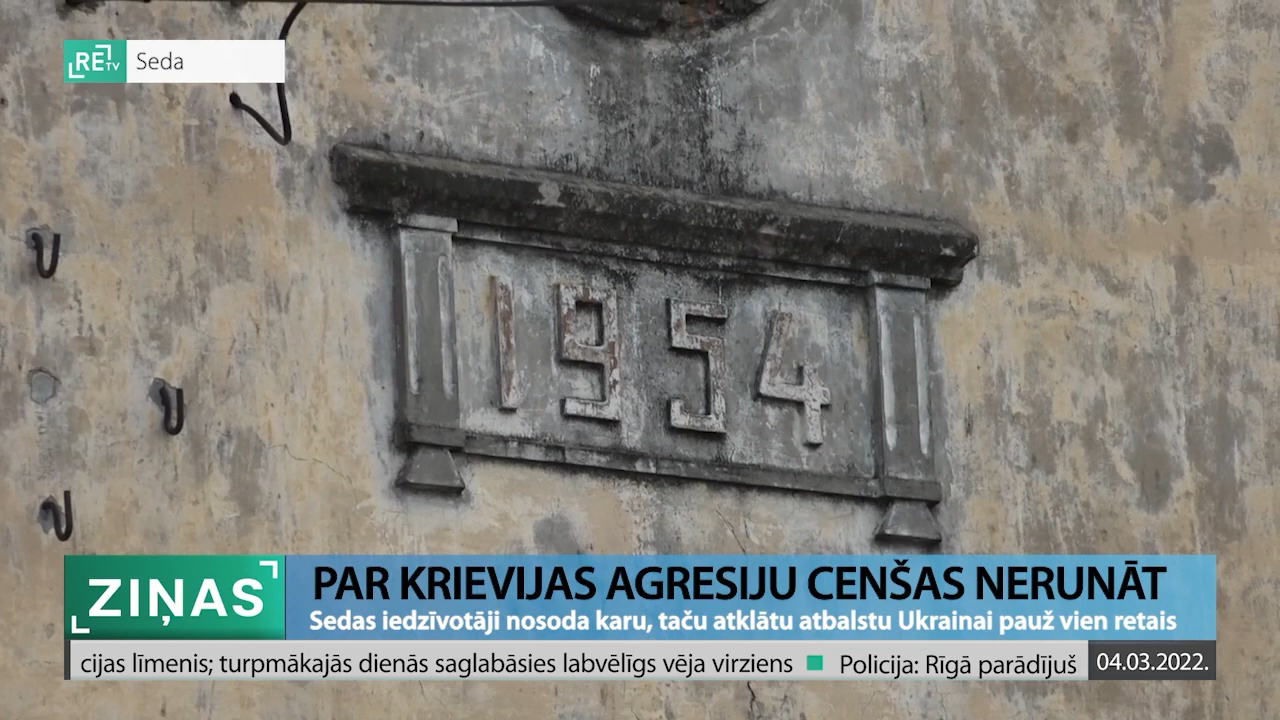 RE TV Seda
1954
ZIŅAS
PAR KRIEVIJAS AGRESIJU CENŠAS NERUNĀT
Sedas iedzīvotāji nosoda karu, taču atklātu atbalstu Ukrainai pauž vien retais
cijas līmenis; turpmākajās dienās saglabāsies labvēlīgs vēja virziens Policija: Rīgā parādījuš 04.03.2022.